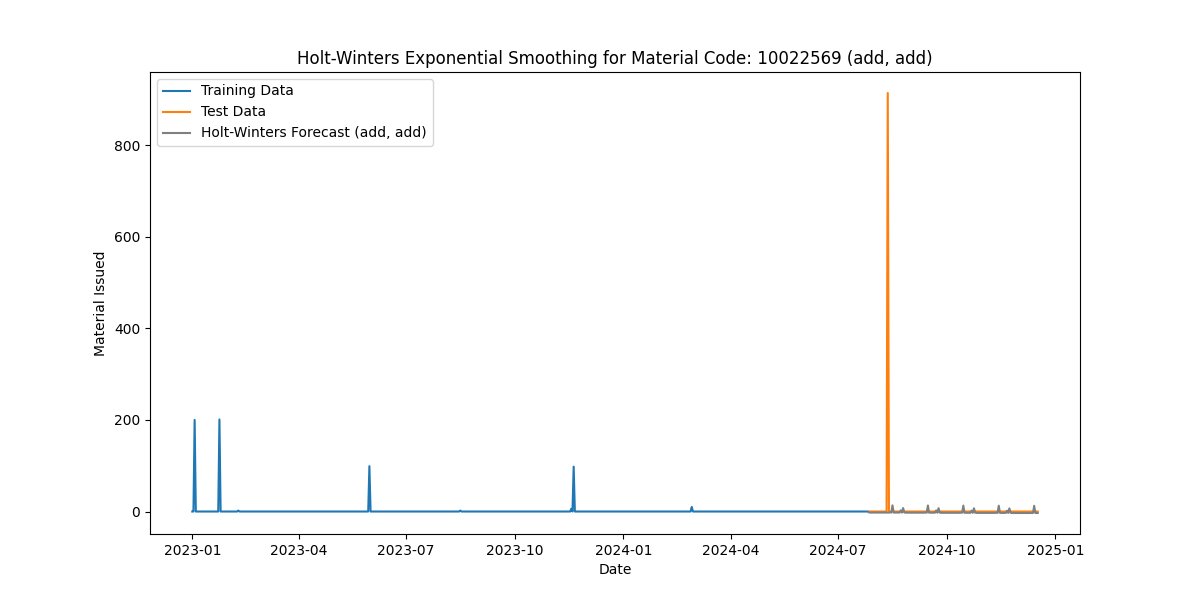 Holt-Winters Exponential Smoothing for Material Code: 10022569 (add, add)
Training Data
Test Data
Holt-Winters Forecast (add, add)
Material Issued
800
600
400
200
0
2023-01 2023-04 2023-07 2023-10 2024-01 2024-04 2024-07 2024-10 2025-01
Date